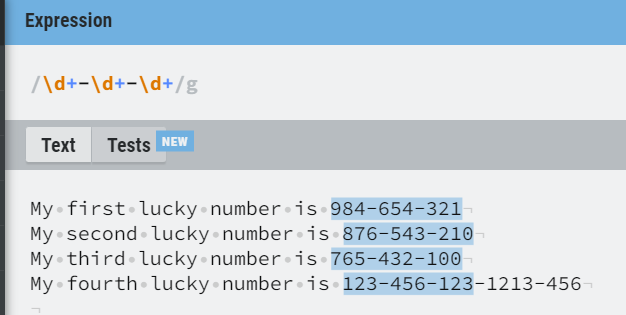 Expression
/\d+-\d+-\d+/g
Text Tests NEW
My first lucky number is 984-654-321
My second lucky number is 876-543-210
My third lucky number is 765-432-100
My fourth lucky number is 123-456-123-1213-456